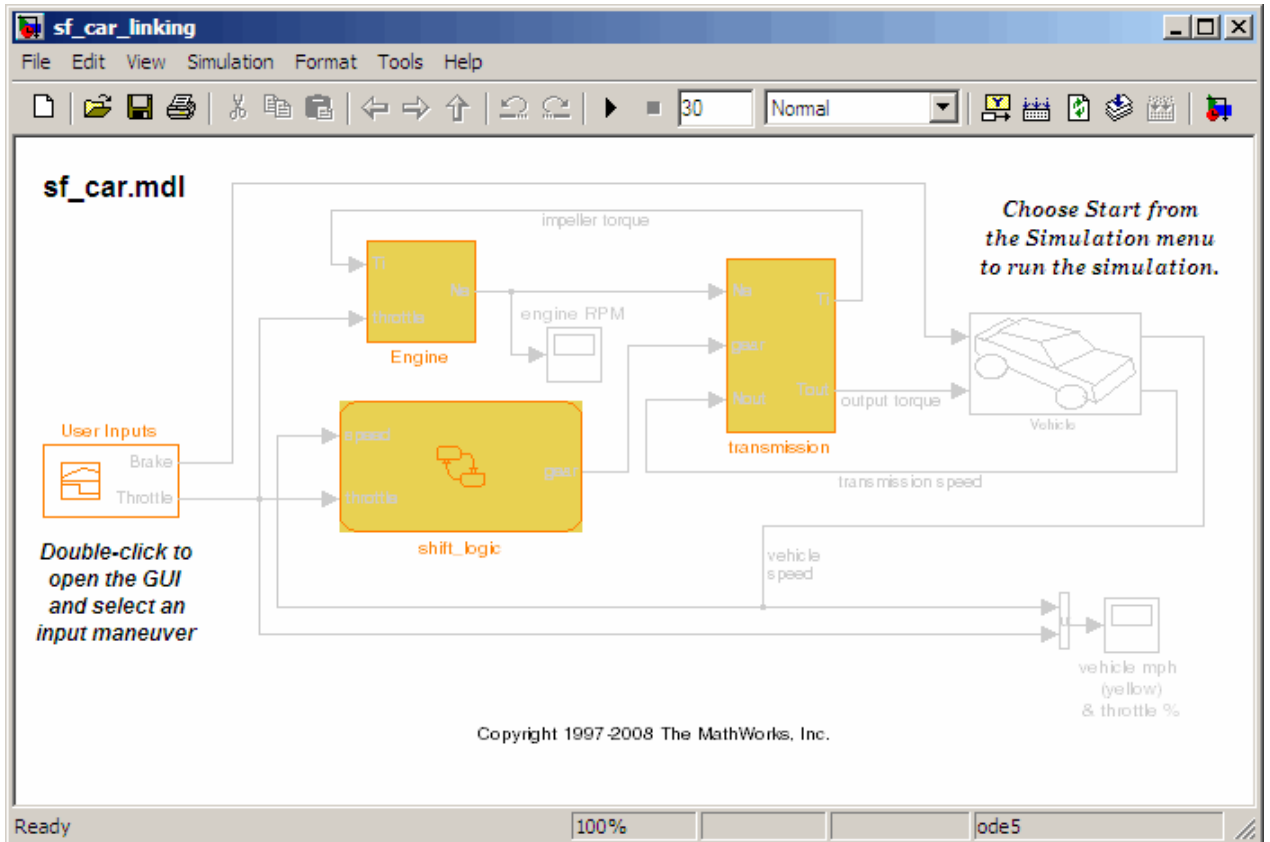 sf_car_linking
File Edit View Simulation Format Tools Help
30 Normal
sf_car.mdl
impeller torque
Choose Start from
the Simulation menu
to run the simulation.
Ti
Ne
throttle
Engine
engine RPM
Ne
gear
Nout
Ti
Tout
transmission
output torque
Vehicle
transmission speed
User Inputs
Brake
Throttle
speed
throttle
gear
shift_logic
Double-click to
open the GUI
and select an
input maneuver
vehicle
speed
vehicle mph
(yellow)
& throttle %
Copyright 1997-2008 The MathWorks, Inc.
Ready 100% ode5